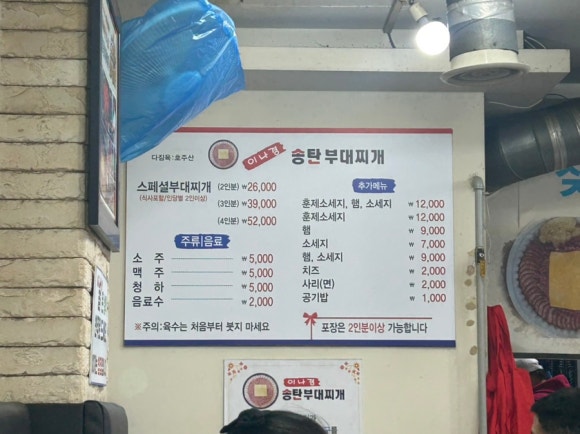 다짐육:호주산
이나경 송탄부대찌개
스페셜부대찌개 (2인분) ₩26,000
(식사포함/인당별 2인이상)
(3인분) ₩39,000
(4인분) ₩52,000
주류|음료
소 주 ₩ 5,000
맥 주 ₩ 5,000
청 하 ₩ 5,000
음료수 ₩ 2,000
※주의:육수는 처음부터 붓지 마세요
추가메뉴
훈제소세지, 햄, 소세지 ₩12,000
훈제소세지 ₩12,000
햄 ₩ 9,000
소세지 ₩ 7,000
햄, 소세지 ₩ 9,000
치즈 ₩ 2,000
사리(면) ₩ 2,000
공기밥 ₩ 1,000
포장은 2인분이상 가능합니다
이나경
송탄부대찌개